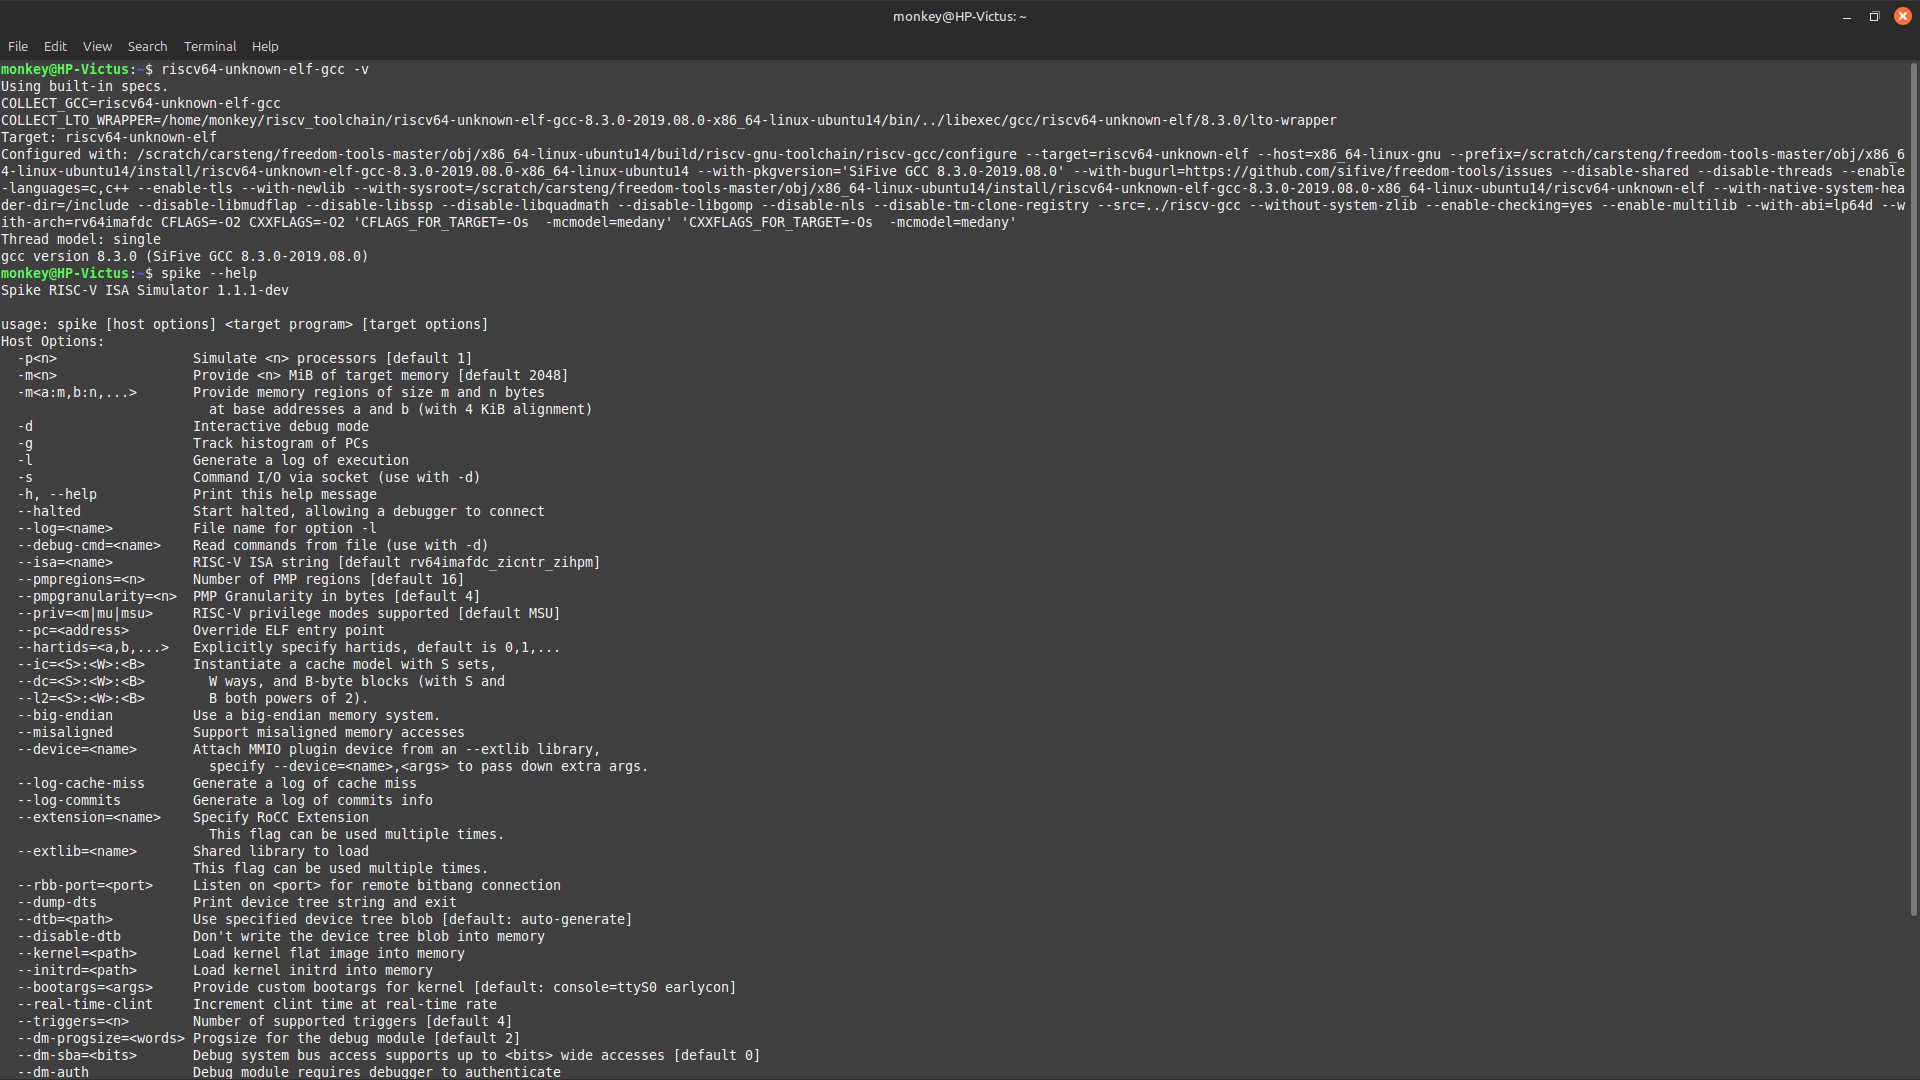 monkey@HP-Victus: ~
File Edit View Search Terminal Help
monkey@HP-Victus:~$ riscv64-unknown-elf-gcc -v
Using built-in specs.
COLLECT_GCC=riscv64-unknown-elf-gcc
COLLECT_LTO_WRAPPER=/home/monkey/riscv_toolchain/riscv64-unknown-elf-gcc-8.3.0-2019.08.0-x86_64-linux-ubuntu14/bin/../libexec/gcc/riscv64-unknown-elf/8.3.0/lto-wrapper
Target: riscv64-unknown-elf
Configured with: /scratch/carsteng/freedom-tools-master/obj/x86_64-linux-ubuntu14/build/riscv-gnu-toolchain/riscv-gcc/configure --target=riscv64-unknown-elf --host=x86_64-linux-gnu --prefix=/scratch/carsteng/freedom-tools-master/obj/x86_6
4-linux-ubuntu14/install/riscv64-unknown-elf-gcc-8.3.0-2019.08.0-x86_64-linux-ubuntu14 --with-pkgversion='SiFive GCC 8.3.0-2019.08.0' --with-bugurl=https://github.com/sifive/freedom-tools/issues --disable-shared --disable-threads --enable
-languages=c,c++ --enable-tls --with-newlib --with-sysroot=/scratch/carsteng/freedom-tools-master/obj/x86_64-linux-ubuntu14/install/riscv64-unknown-elf-gcc-8.3.0-2019.08.0-x86_64-linux-ubuntu14/riscv64-unknown-elf --with-native-system-hea
der-dir=/include --disable-libmudflap --disable-libssp --disable-libquadmath --disable-libgomp --disable-nls --disable-tm-clone-registry --src=../riscv-gcc --without-system-zlib --enable-checking=yes --enable-multilib --with-abi=lp64d --w
ith-arch=rv64imafdc CFLAGS=-O2 CXXFLAGS=-O2 'CFLAGS_FOR_TARGET=-Os  -mcmodel=medany' 'CXXFLAGS_FOR_TARGET=-Os  -mcmodel=medany'
Thread model: single
gcc version 8.3.0 (SiFive GCC 8.3.0-2019.08.0)
monkey@HP-Victus:~$ spike --help
Spike RISC-V ISA Simulator 1.1.1-dev
usage: spike [host options] <target program> [target options]
Host Options:
  -p<n>                 Simulate <n> processors [default 1]
  -m<n>                 Provide <n> MiB of target memory [default 2048]
  -m<a:m,b:n,...>       Provide memory regions of size m and n bytes
                          at base addresses a and b (with 4 KiB alignment)
  -d                    Interactive debug mode
  -g                    Track histogram of PCs
  -l                    Generate a log of execution
  -s                    Command I/O via socket (use with -d)
  -h, --help            Print this help message
  --halted              Start halted, allowing a debugger to connect
  --log=<name>          File name for option -l
  --debug-cmd=<name>    Read commands from file (use with -d)
  --isa=<name>          RISC-V ISA string [default rv64imafdc_zicntr_zihpm]
  --pmpregions=<n>      Number of PMP regions [default 16]
  --pmpgranularity=<n>  PMP Granularity in bytes [default 4]
  --priv=<m|mu|msu>     RISC-V privilege modes supported [default MSU]
  --pc=<address>        Override ELF entry point
  --hartids=<a,b,...>   Explicitly specify hartids, default is 0,1,...
  --ic=<S>:<W>:<B>      Instantiate a cache model with S sets,
  --dc=<S>:<W>:<B>        W ways, and B-byte blocks (with S and
  --l2=<S>:<W>:<B>        B both powers of 2).
  --big-endian          Use a big-endian memory system.
  --misaligned          Support misaligned memory accesses
  --device=<name>       Attach MMIO plugin device from an --extlib library,
                          specify --device=<name>,<args> to pass down extra args.
  --log-cache-miss      Generate a log of cache miss
  --log-commits         Generate a log of commits info
  --extension=<name>    Specify RoCC Extension
                          This flag can be used multiple times.
  --extlib=<name>       Shared library to load
                        This flag can be used multiple times.
  --rbb-port=<port>     Listen on <port> for remote bitbang connection
  --dump-dts            Print device tree string and exit
  --dtb=<path>          Use specified device tree blob [default: auto-generate]
  --disable-dtb         Don't write the device tree blob into memory
  --kernel=<path>       Load kernel flat image into memory
  --initrd=<path>       Load kernel initrd into memory
  --bootargs=<args>     Provide custom bootargs for kernel [default: console=ttyS0 earlycon]
  --real-time-clint     Increment clint time at real-time rate
  --triggers=<n>        Number of supported triggers [default 4]
  --dm-progsize=<words> Progsize for the debug module [default 2]
  --dm-sba=<bits>       Debug system bus access supports up to <bits> wide accesses [default 0]
  --dm-auth             Debug module requires debugger to authenticate